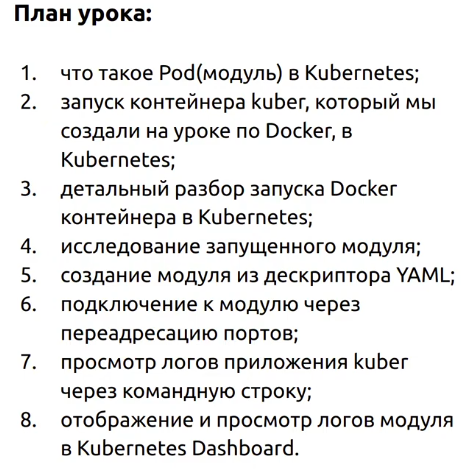 План урока:
1. что такое Pod(модуль) в Kubernetes;
2. запуск контейнера kuber, который мы
создали на уроке по Docker, в
Kubernetes;
3. детальный разбор запуска Docker
контейнера в Kubernetes;
4. исследование запущенного модуля;
5. создание модуля из дескриптора YAML;
6. подключение к модулю через
переадресацию портов;
7. просмотр логов приложения kuber
через командную строку;
8. отображение и просмотр логов модуля
в Kubernetes Dashboard.